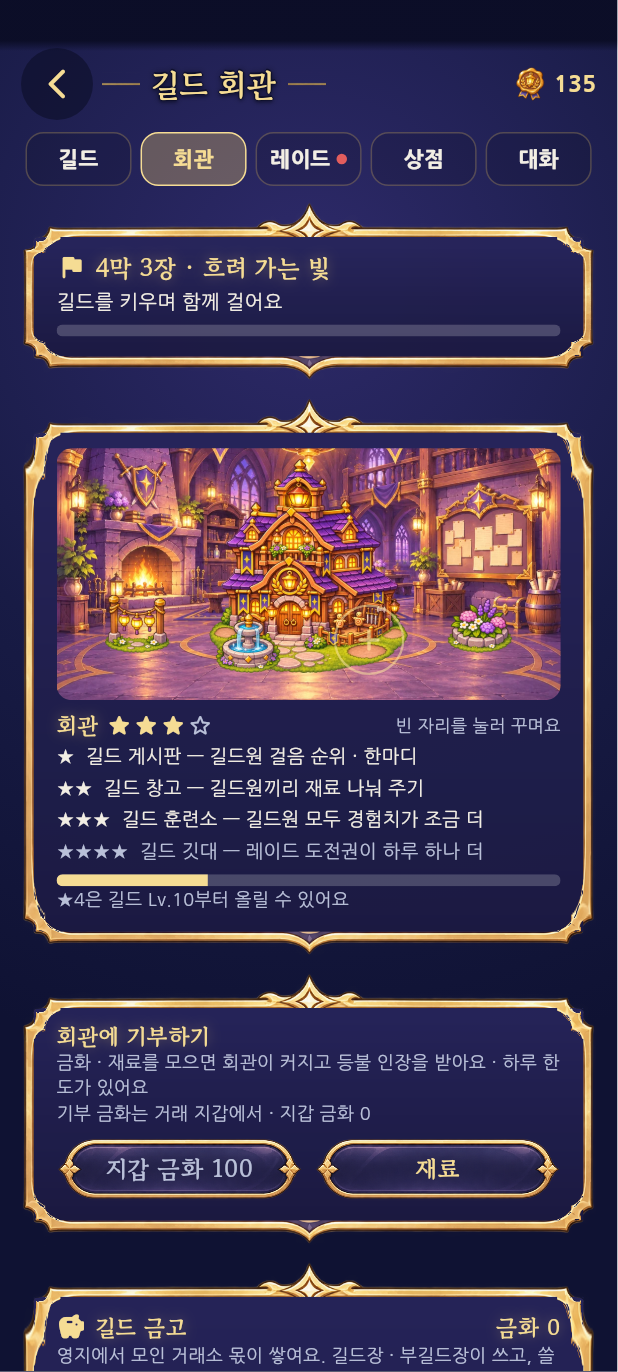 길드 회관
135
길드
회관
레이드
상점
대화
4막 3장 · 흐려 가는 빛
길드를 키우며 함께 걸어요
회관 ★★★☆
빈 자리를 눌러 꾸며요
★ 길드 게시판 — 길드원 걸음 순위 · 한마디
★★ 길드 창고 — 길드원끼리 재료 나눠 주기
★★★ 길드 훈련소 — 길드원 모두 경험치가 조금 더
★★★★ 길드 깃대 — 레이드 도전권이 하루 하나 더
★4은 길드 Lv.10부터 올릴 수 있어요
회관에 기부하기
금화 · 재료를 모으면 회관이 커지고 등불 인장을 받아요 · 하루 한
도가 있어요
기부 금화는 거래 지갑에서 · 지갑 금화 0
지갑 금화 100
재료
길드 금고
금화 0
영지에서 모인 거래소 몫이 쌓여요. 길드장 · 부길드장이 쓰고, 쓸